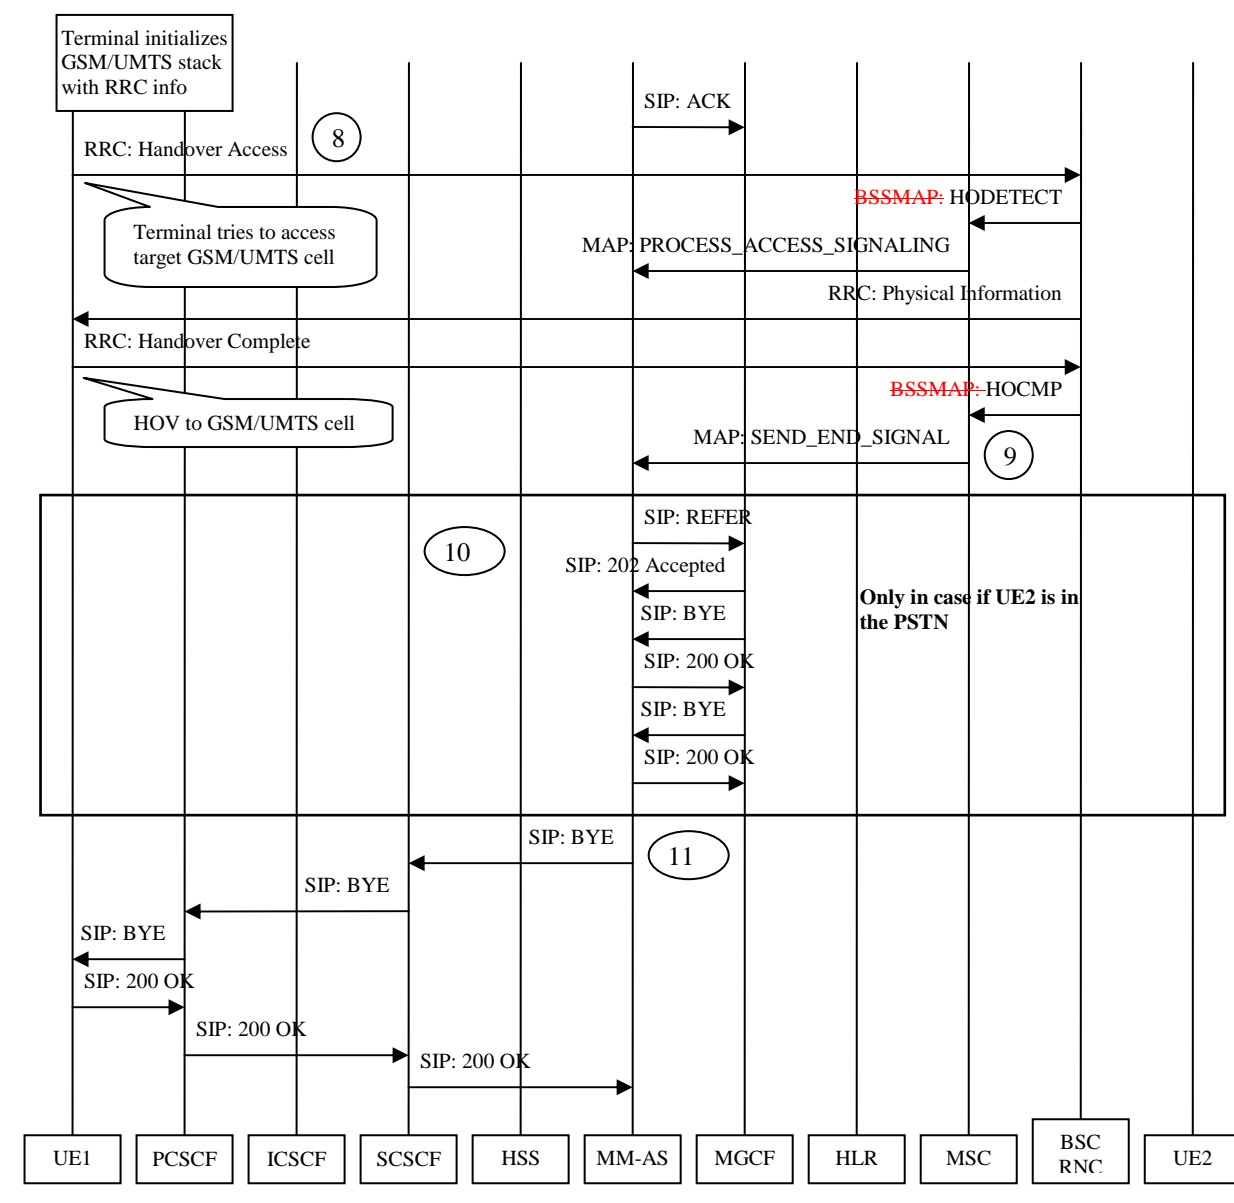 Terminal initializes
GSM/UMTS stack
with RRC info
SIP: ACK
8
RRC: Handover Access
BSSMAP: HODETECT
Terminal tries to access
target GSM/UMTS cell
MAP: PROCESS_ACCESS_SIGNALING
RRC: Physical Information
RRC: Handover Complete
BSSMAP: HOCMP
HOV to GSM/UMTS cell
MAP: SEND_END_SIGNAL
9
SIP: REFER
10
SIP: 202 Accepted
Only in case if UE2 is in
the PSTN
SIP: BYE
SIP: 200 OK
SIP: BYE
SIP: 200 OK
SIP: BYE
11
SIP: BYE
SIP: BYE
SIP: 200 OK
SIP: 200 OK
SIP: 200 OK
UE1
PCSCF
ICSCF
SCSCF
HSS
MM-AS
MGCF
HLR
MSC
BSC
RNC
UE2